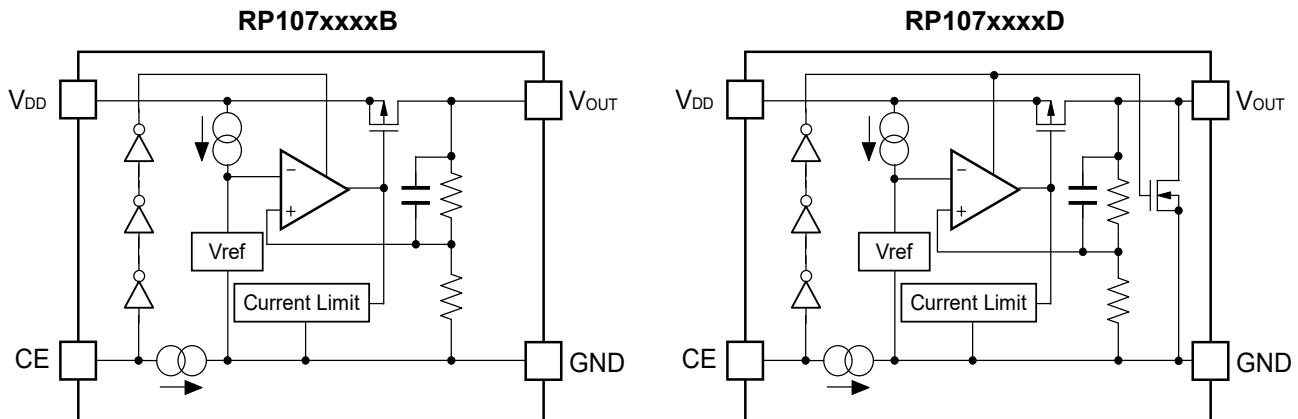 RP107xxxxB
VDD
VOUT
−
+
Vref
Current Limit
CE
GND
RP107xxxxD
VDD
VOUT
−
+
Vref
Current Limit
CE
GND